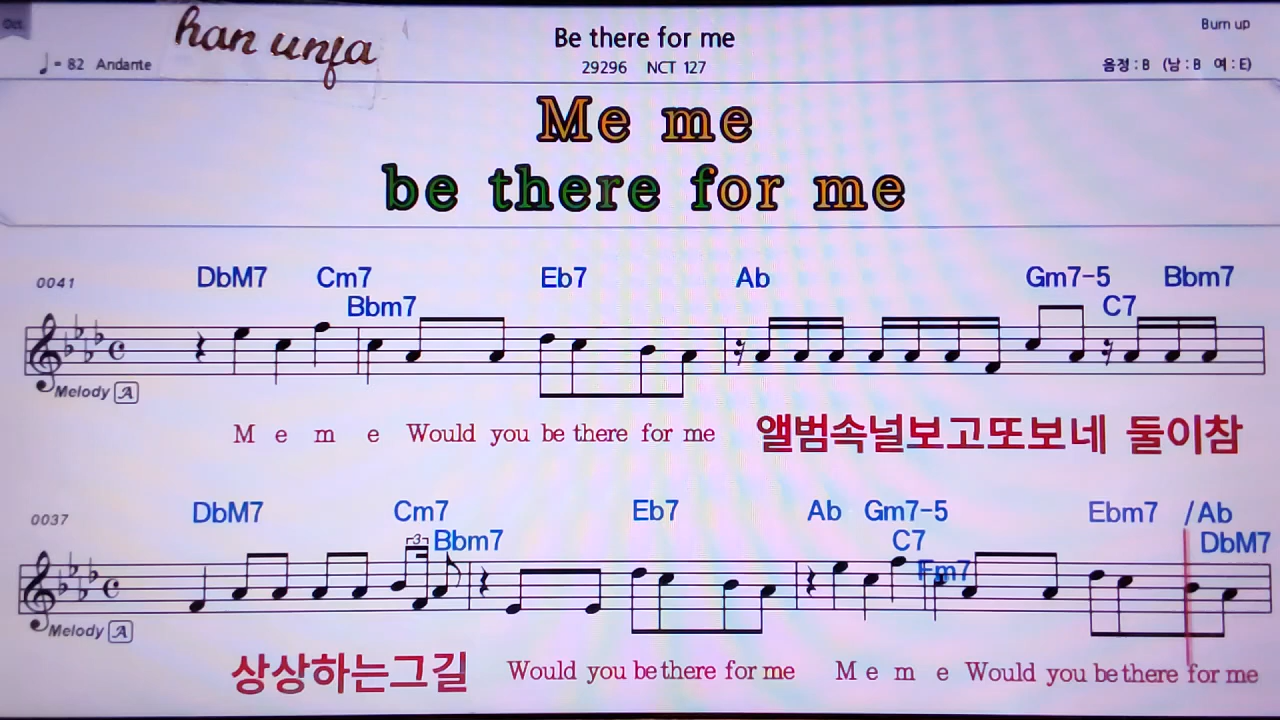 Oct.
han unfa
Be there for me
Burn up
♩= 82 Andante
29296 NCT 127
음정 : B (남 : B 여 : E)
Me me
be there for me
0041
DbM7 Cm7 Eb7 Ab Gm7-5 Bbm7
Bbm7 C7
Melody A
M e m e Would you be there for me 앨범속널보고또보네 둘이참
0037
DbM7 Cm7 Eb7 Ab Gm7-5 Ebm7 /Ab
3 Bbm7 C7 DbM7
Fm7
Melody A
상상하는그길 Would you be there for me M e m e Would you be there for me